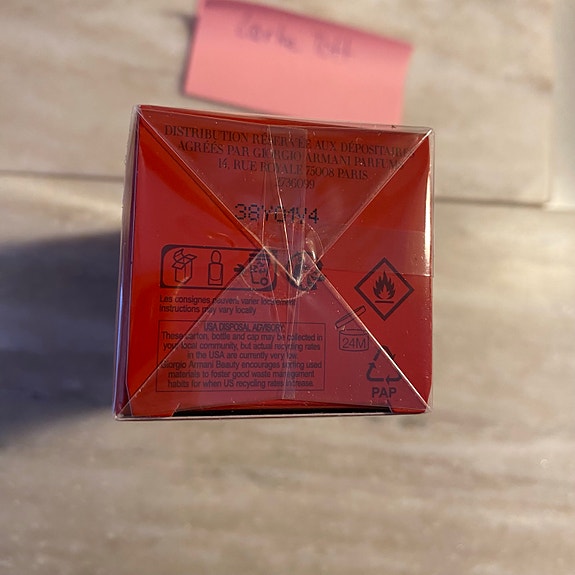 DISTRIBUTION RÉSERVÉE AUX DÉPOSITAIRES
AGRÉÉS PAR GIORGIO ARMANI PARFUMS
14, RUE ROYALE 75008 PARIS
736099
38Y01V4
Les consignes peuvent varier localement
Instructions may vary locally
USA DISPOSAL ADVISORY:
These carton, bottle and cap may be collected in
your local community, but actual recycling rates
in the USA are currently very low.
Giorgio Armani Beauty encourages sorting used
materials to foster good waste management
habits for when US recycling rates increase.
24M
PAP